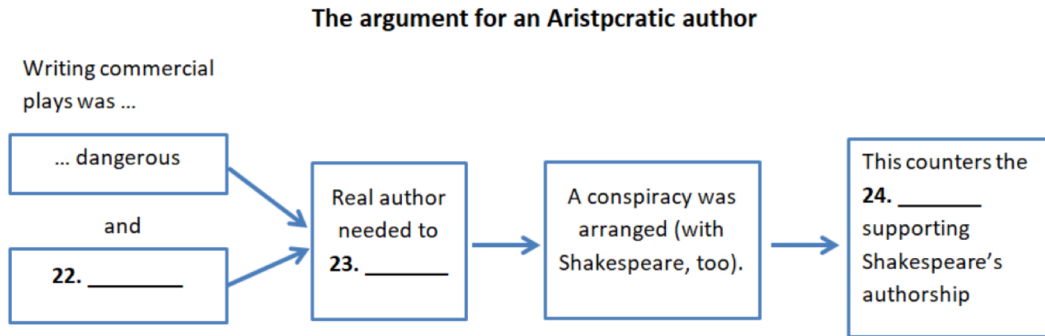 The argument for an Aristpcratic author
Writing commercial
plays was ...
... dangerous
and
22. ________
Real author
needed to
23. _______
A conspiracy was
arranged (with
Shakespeare, too).
This counters the
24. _______
supporting
Shakespeare's
authorship